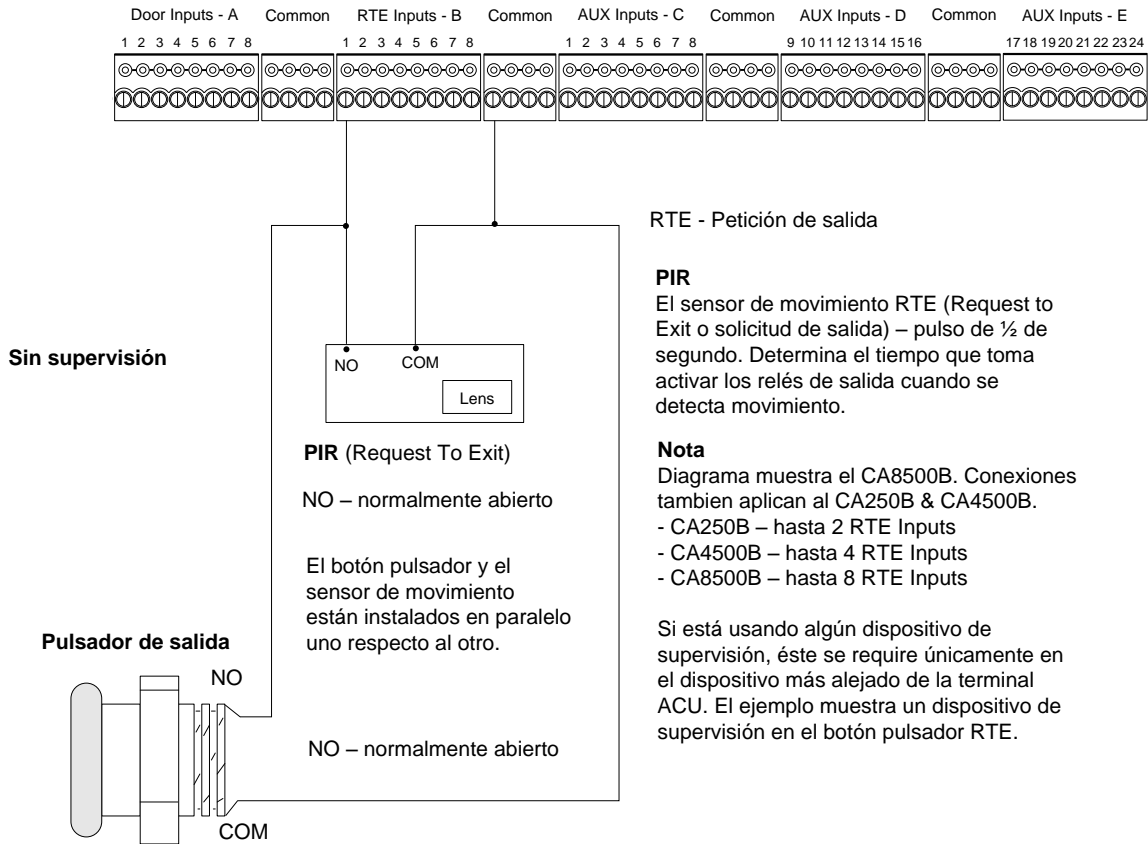 Door Inputs - A Common RTE Inputs - B Common AUX Inputs - C Common AUX Inputs - D Common AUX Inputs - E
1 2 3 4 5 6 7 8 1 2 3 4 5 6 7 8 1 2 3 4 5 6 7 8 9 10 11 12 13 14 15 16 17 18 19 20 21 22 23 24
RTE - Petición de salida
PIR
El sensor de movimiento RTE (Request to
Exit o solicitud de salida) – pulso de ½ de
segundo. Determina el tiempo que toma
activar los relés de salida cuando se
detecta movimiento.
Sin supervisión
NO COM
Lens
PIR (Request To Exit)
NO – normalmente abierto
El botón pulsador y el
sensor de movimiento
están instalados en paralelo
uno respecto al otro.
Nota
Diagrama muestra el CA8500B. Conexiones
tambien aplican al CA250B & CA4500B.
- CA250B – hasta 2 RTE Inputs
- CA4500B – hasta 4 RTE Inputs
- CA8500B – hasta 8 RTE Inputs
Si está usando algún dispositivo de
supervisión, éste se require únicamente en
el dispositivo más alejado de la terminal
ACU. El ejemplo muestra un dispositivo de
supervisión en el botón pulsador RTE.
Pulsador de salida
NO
NO – normalmente abierto
COM